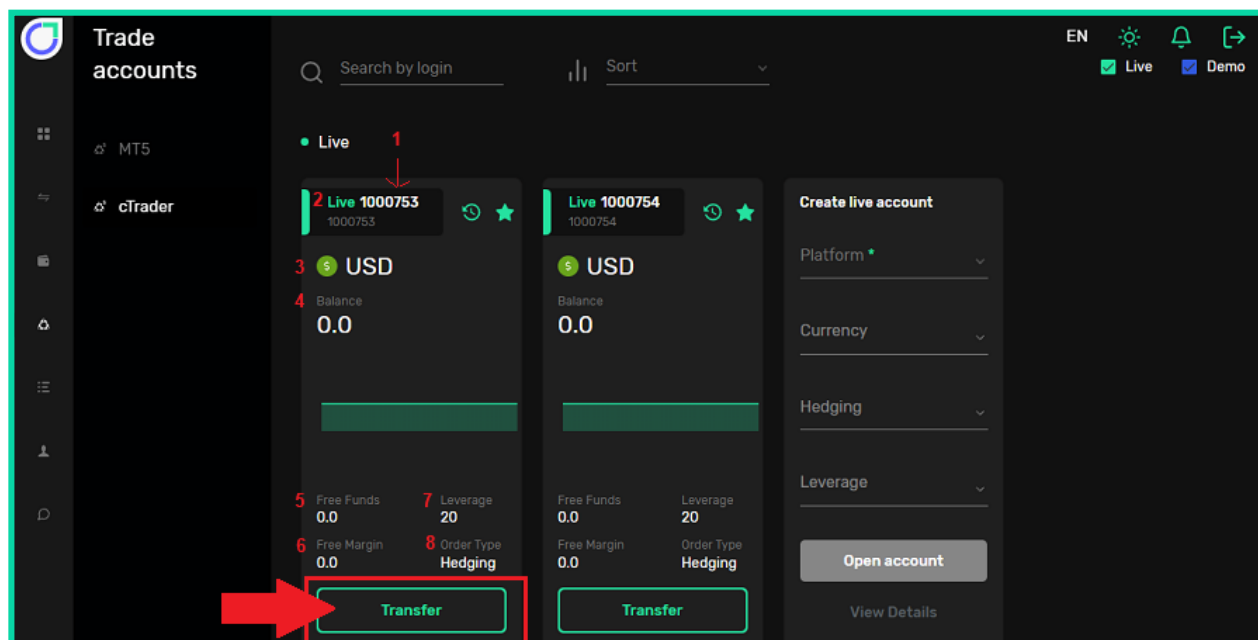 Trade
accounts
MT5
cTrader
Search by login
Sort
EN
Live
Demo
Live
1
2 Live 1000753
1000753
3 $ USD
4 Balance
0.0
5 Free Funds
0.0
7 Leverage
20
6 Free Margin
0.0
8 Order Type
Hedging
Transfer
Live 1000754
1000754
$ USD
Balance
0.0
Free Funds
0.0
Leverage
20
Free Margin
0.0
Order Type
Hedging
Transfer
Create live account
Platform *
Currency
Hedging
Leverage
Open account
View Details